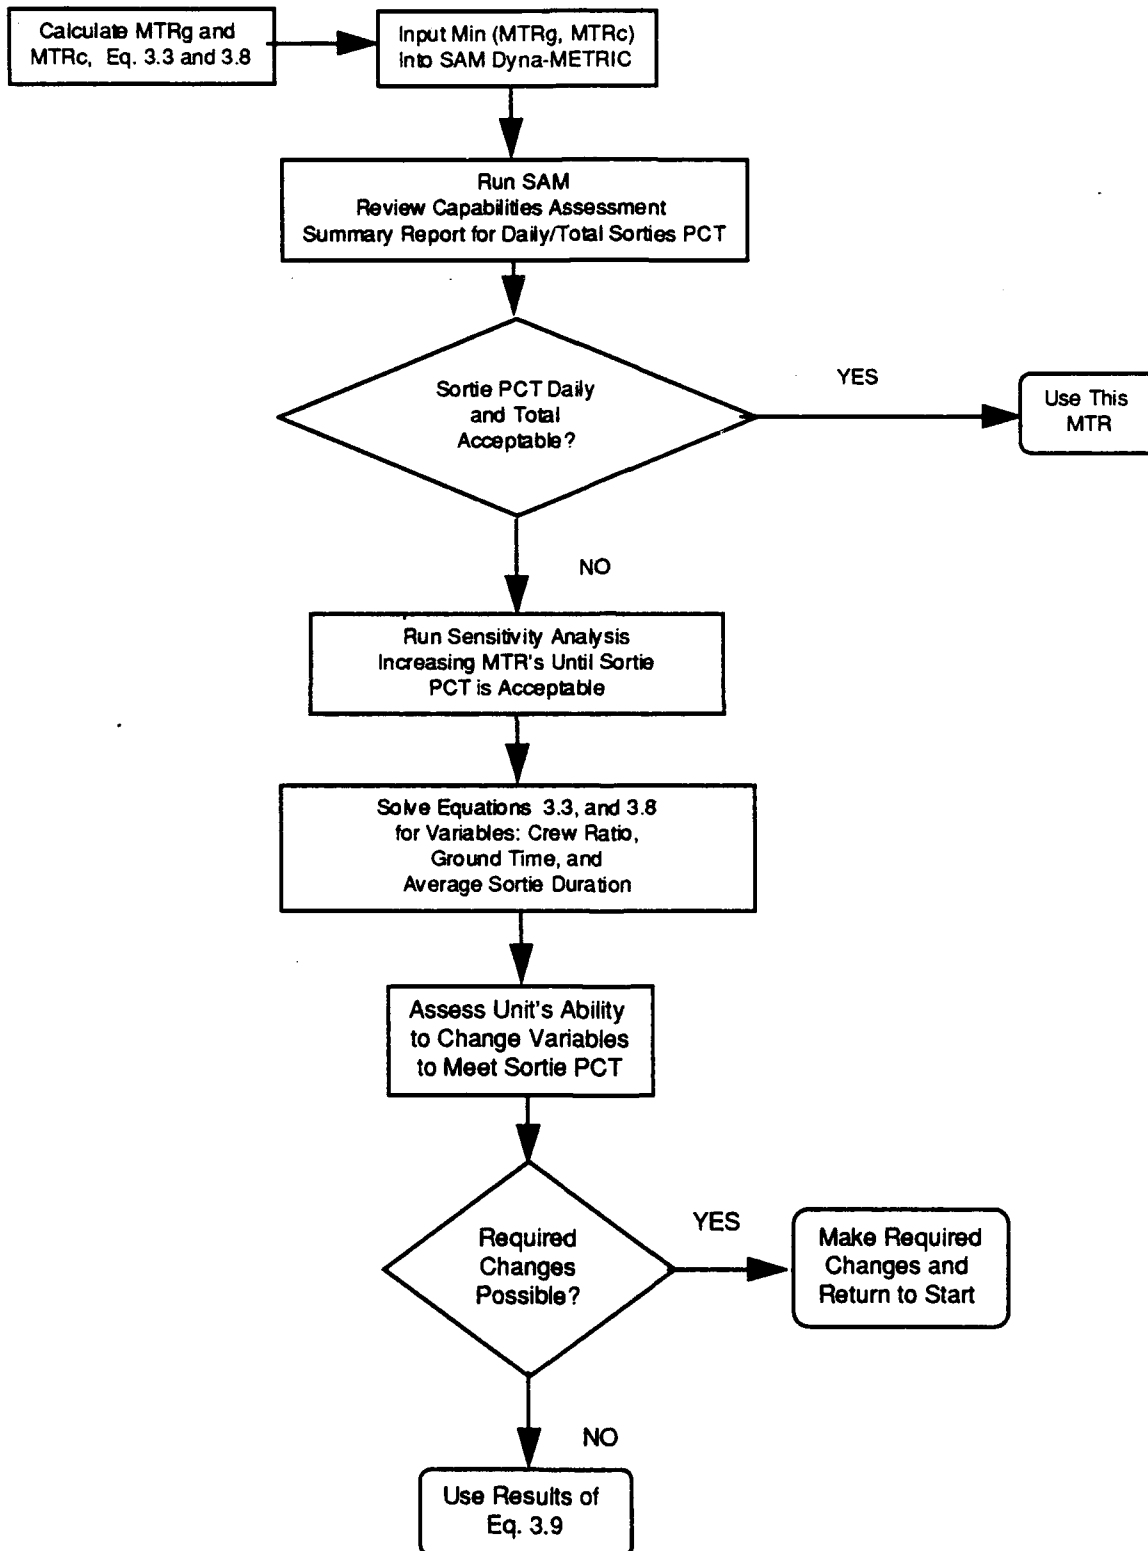 Calculate MTRg and
MTRc, Eq. 3.3 and 3.8
Input Min (MTRg, MTRc)
Into SAM Dyna-METRIC
Run SAM
Review Capabilities Assessment
Summary Report for Daily/Total Sorties PCT
Sortie PCT Daily
and Total
Acceptable?
YES
Use This
MTR
NO
Run Sensitivity Analysis
Increasing MTR's Until Sortie
PCT is Acceptable
Solve Equations 3.3, and 3.8
for Variables: Crew Ratio,
Ground Time, and
Average Sortie Duration
Assess Unit's Ability
to Change Variables
to Meet Sortie PCT
Required
Changes
Possible?
YES
Make Required
Changes and
Return to Start
NO
Use Results of
Eq. 3.9